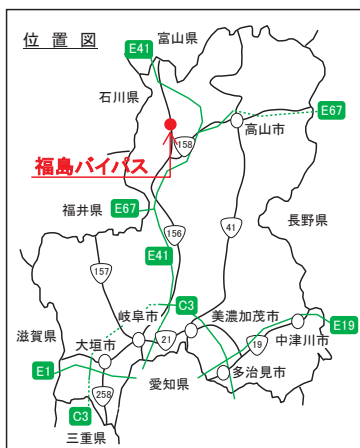 位置図
富山県
E41
石川県
E67
高山市
158
福島バイパス
福井県
E67
長野県
156
41
E41
157
C3
美濃加茂市
岐阜市
E19
滋賀県
大垣市
21
19
中津川市
E1
愛知県
多治見市
258
C3
三重県